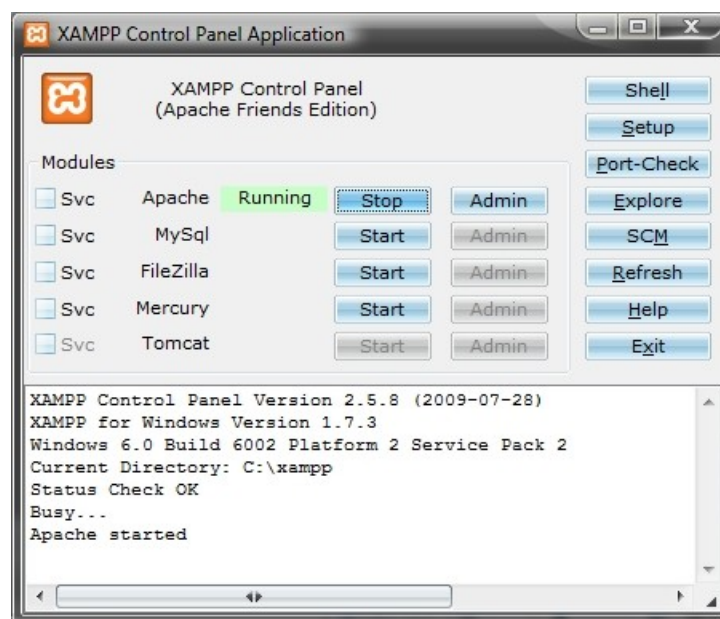 XAMPP Control Panel Application
XAMPP Control Panel
(Apache Friends Edition)
Shell
Setup
Port-Check
Explore
SCM
Refresh
Help
Exit
Modules
Svc Apache Running Stop Admin
Svc MySql Start Admin
Svc FileZilla Start Admin
Svc Mercury Start Admin
Svc Tomcat Start Admin
XAMPP Control Panel Version 2.5.8 (2009-07-28)
XAMPP for Windows Version 1.7.3
Windows 6.0 Build 6002 Platform 2 Service Pack 2
Current Directory: C:\xampp
Status Check OK
Busy...
Apache started